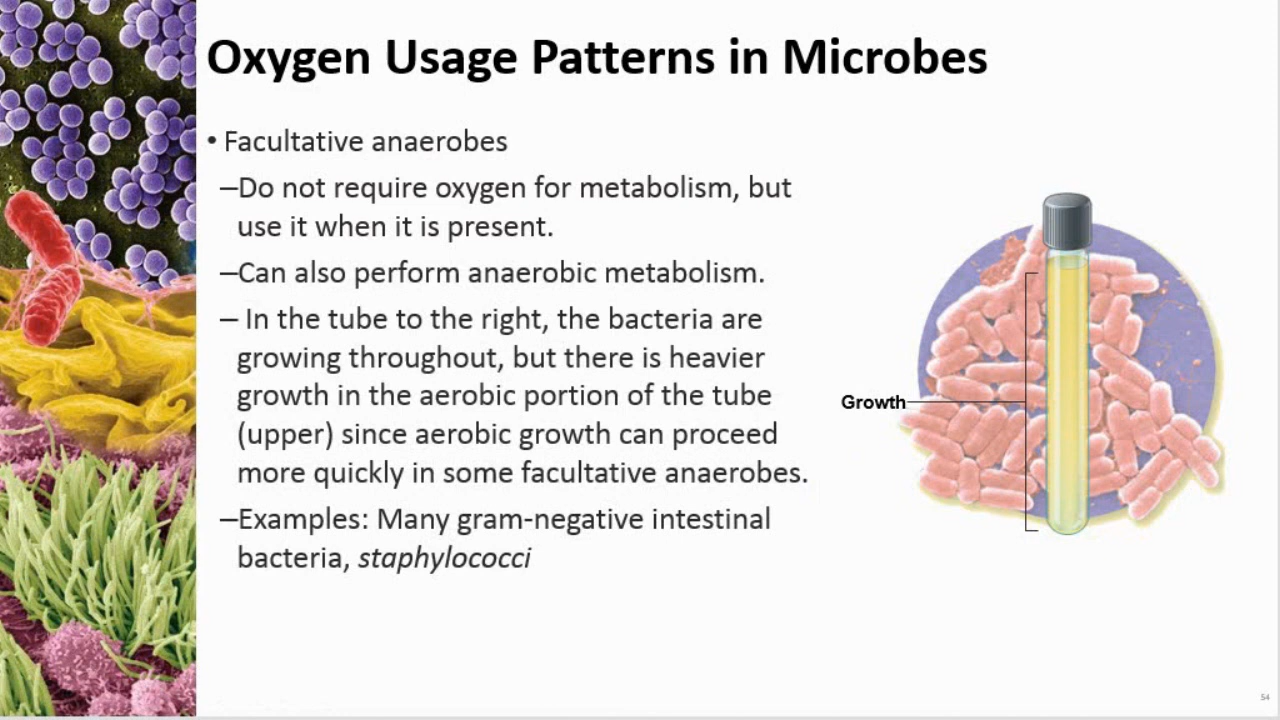 Oxygen Usage Patterns in Microbes
• Facultative anaerobes
–Do not require oxygen for metabolism, but
use it when it is present.
–Can also perform anaerobic metabolism.
– In the tube to the right, the bacteria are
growing throughout, but there is heavier
growth in the aerobic portion of the tube
(upper) since aerobic growth can proceed
more quickly in some facultative anaerobes.
–Examples: Many gram-negative intestinal
bacteria, staphylococci
Growth
54